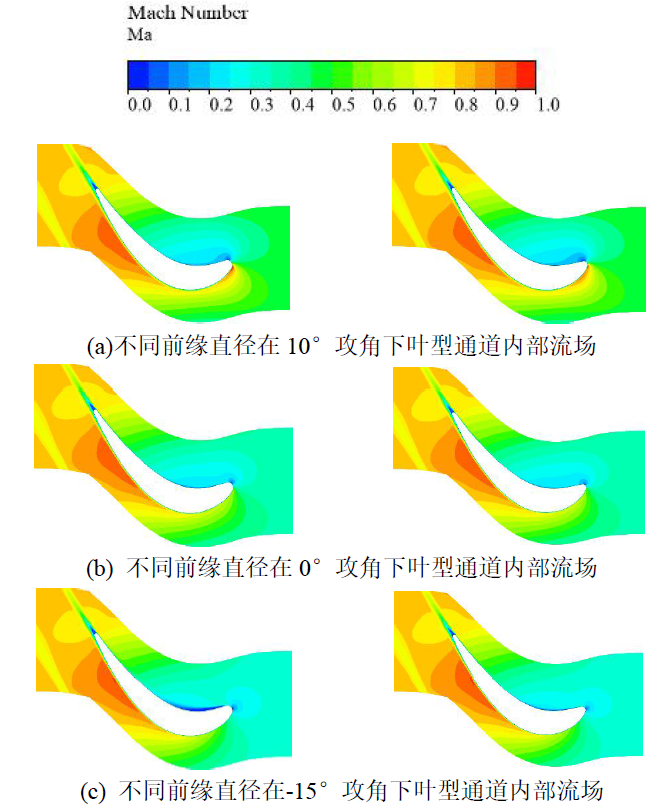 Mach Number
Ma
0.0 0.1 0.2 0.3 0.4 0.5 0.6 0.7 0.8 0.9 1.0
(a)不同前缘直径在 10° 攻角下叶型通道内部流场
(b) 不同前缘直径在 0° 攻角下叶型通道内部流场
(c) 不同前缘直径在-15° 攻角下叶型通道内部流场